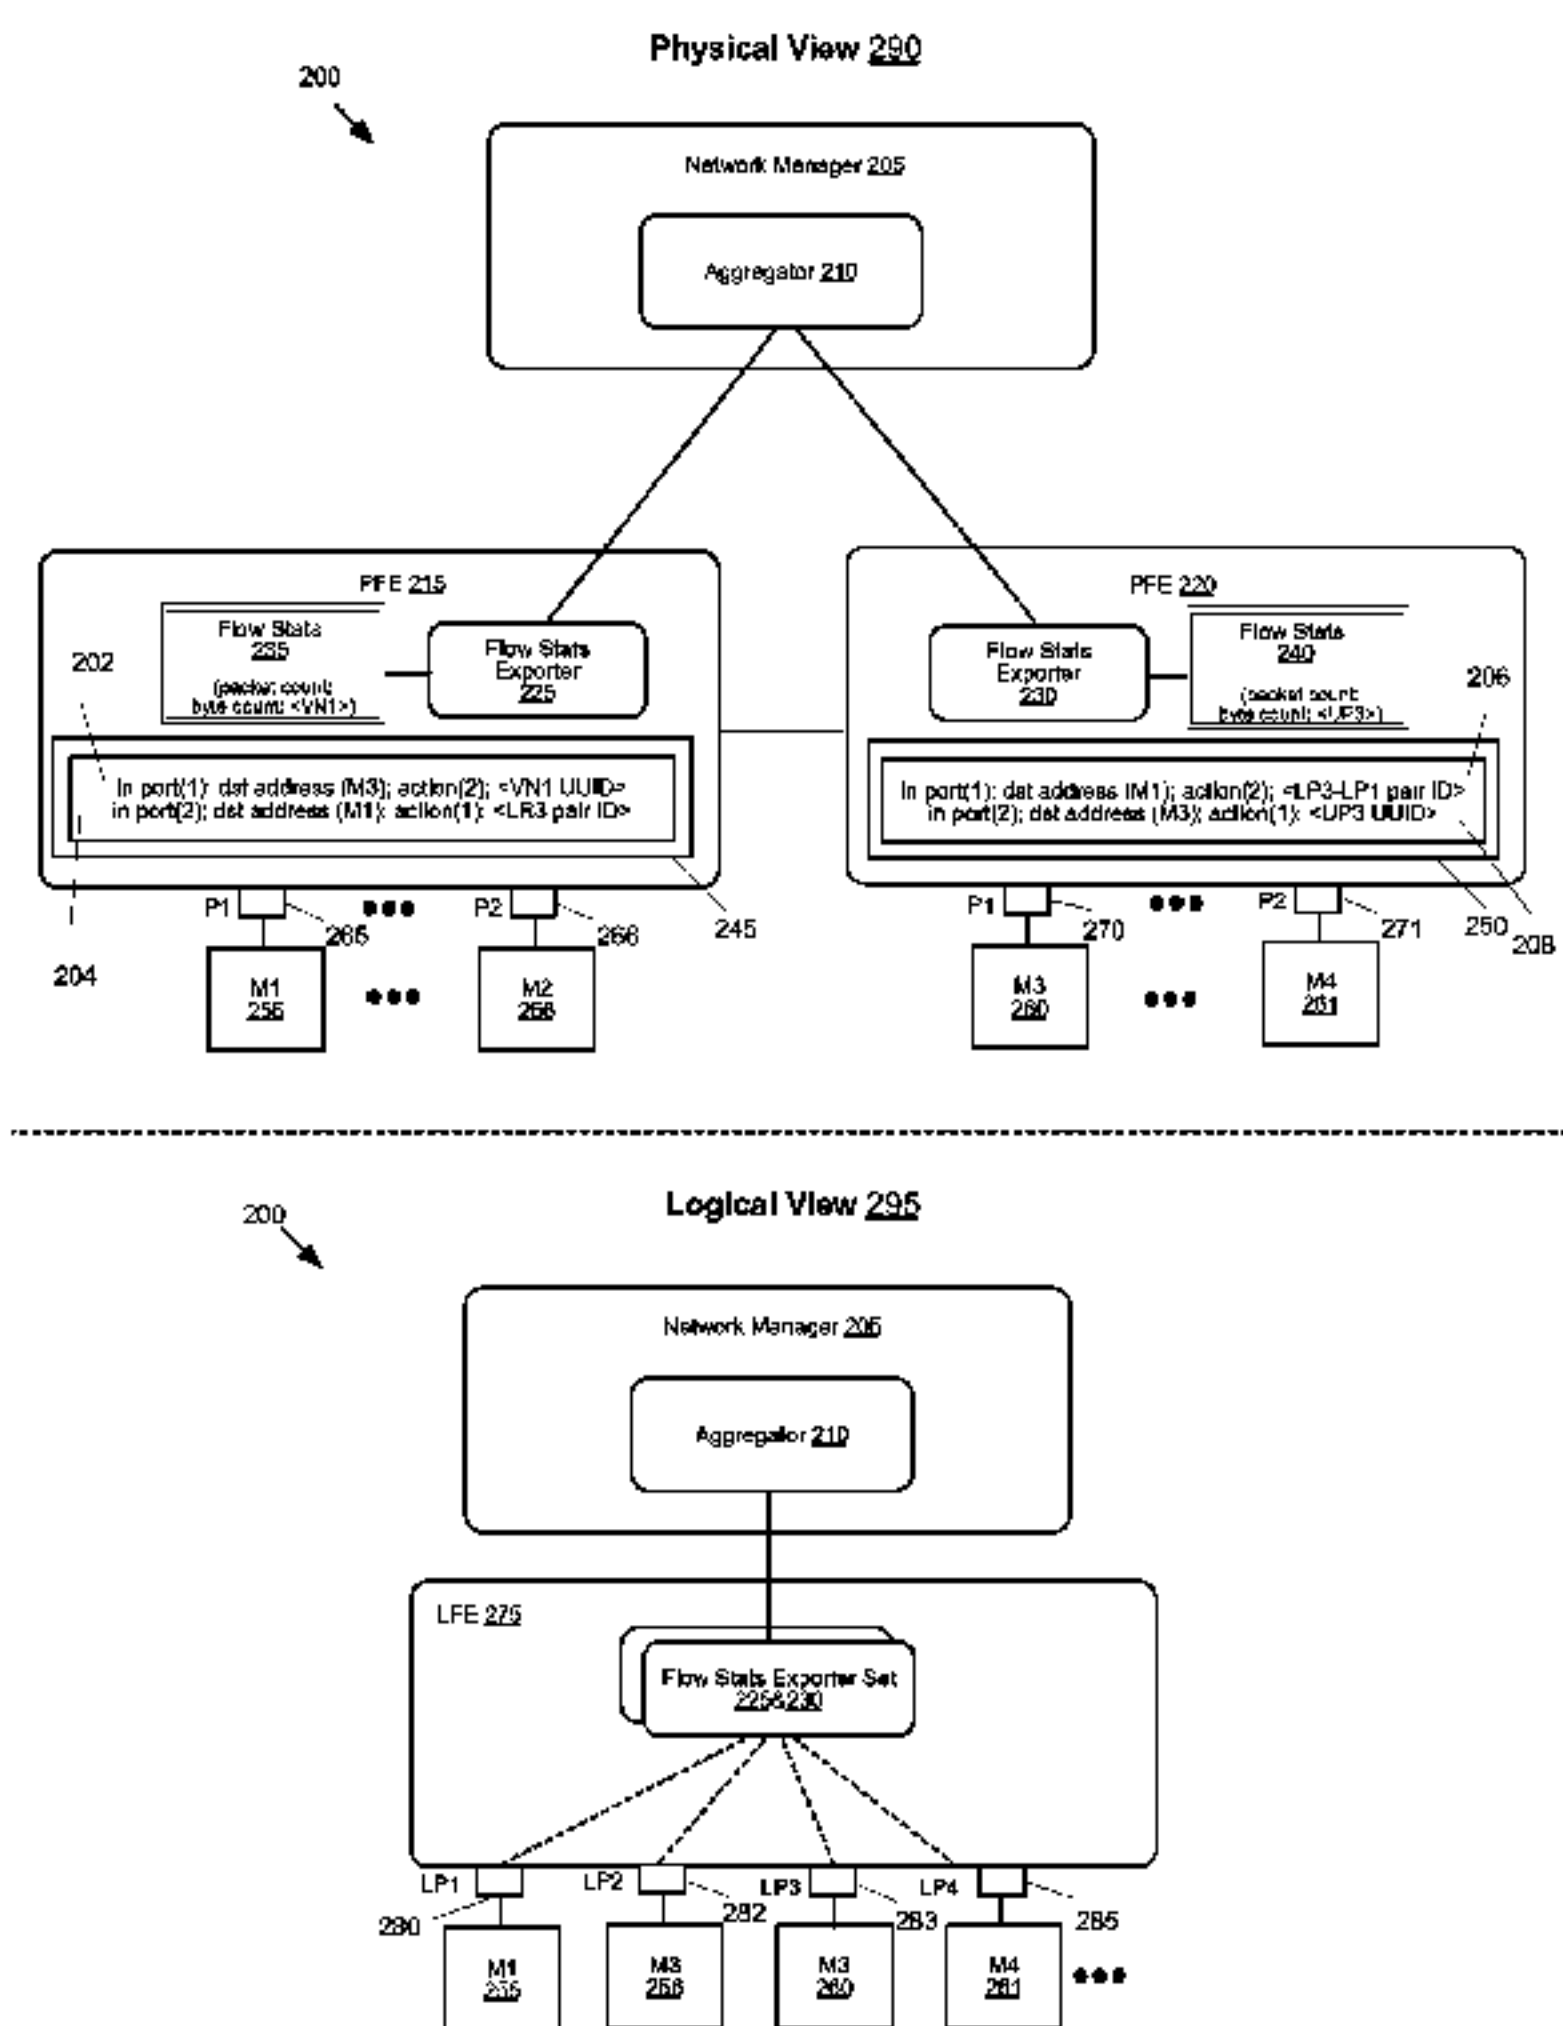 Physical View 290
200
Network Manager 205
Aggregator 210
PFE 215
Flow Stats
235
(packet count;
byte count; <VN1>)
Flow Stats
Exporter
225
202
In port(1); dst address (M3); action(2); <VN1 UUID>
in port(2); dst address (M1); action(1); <LR3 pair ID>
204
P1
265
P2
266
245
M1
255
M2
256
PFE 220
Flow Stats
Exporter
230
Flow Stats
240
(packet count;
byte count; <UP3>)
206
In port(1); dst address (M1); action(2); <LP3-LP1 pair ID>
in port(2); dst address (M3); action(1); <UP3 UUID>
P1
270
P2
271
250
208
M3
260
M4
261
Logical View 295
200
Network Manager 205
Aggregator 210
LFE 275
Flow Stats Exporter Set
225&230
LP1
280
LP2
282
LP3
283
LP4
285
M1
255
M3
256
M3
260
M4
261